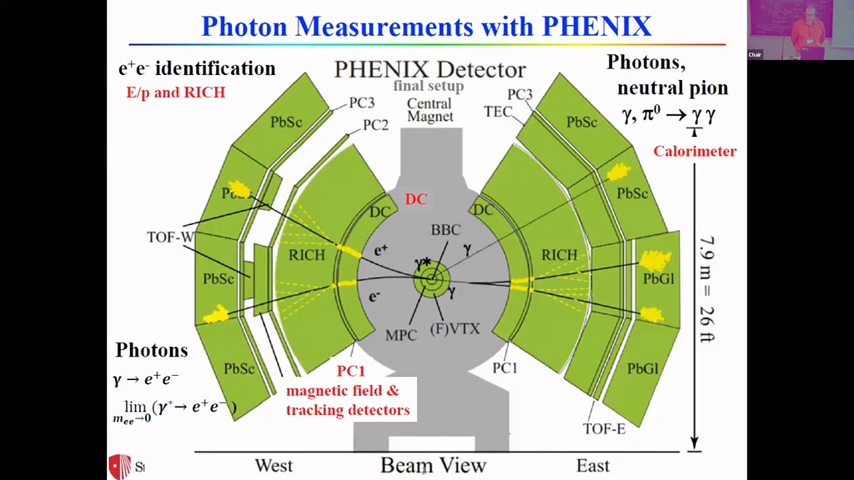 Photon Measurements with PHENIX
Chair
e⁺e⁻ identification
E/p and RICH
PHENIX Detector
final setup
Central
Magnet
Photons,
neutral pion
γ, π⁰ → γ γ
Calorimeter
PC3
PC2
PC3
TEC
PbSc
PbSc
PbSc
DC
DC
DC
BBC
TOF-W
RICH
RICH
e⁺
γ*
γ
PbSc
PbGl
e⁻
γ
MPC
(F)VTX
7.9 m = 26 ft
Photons
γ → e⁺e⁻
lim (γ* → e⁺e⁻)
mₑₑ→0
PbSc
PC1
magnetic field &
tracking detectors
PC1
PbGl
TOF-E
West
Beam View
East